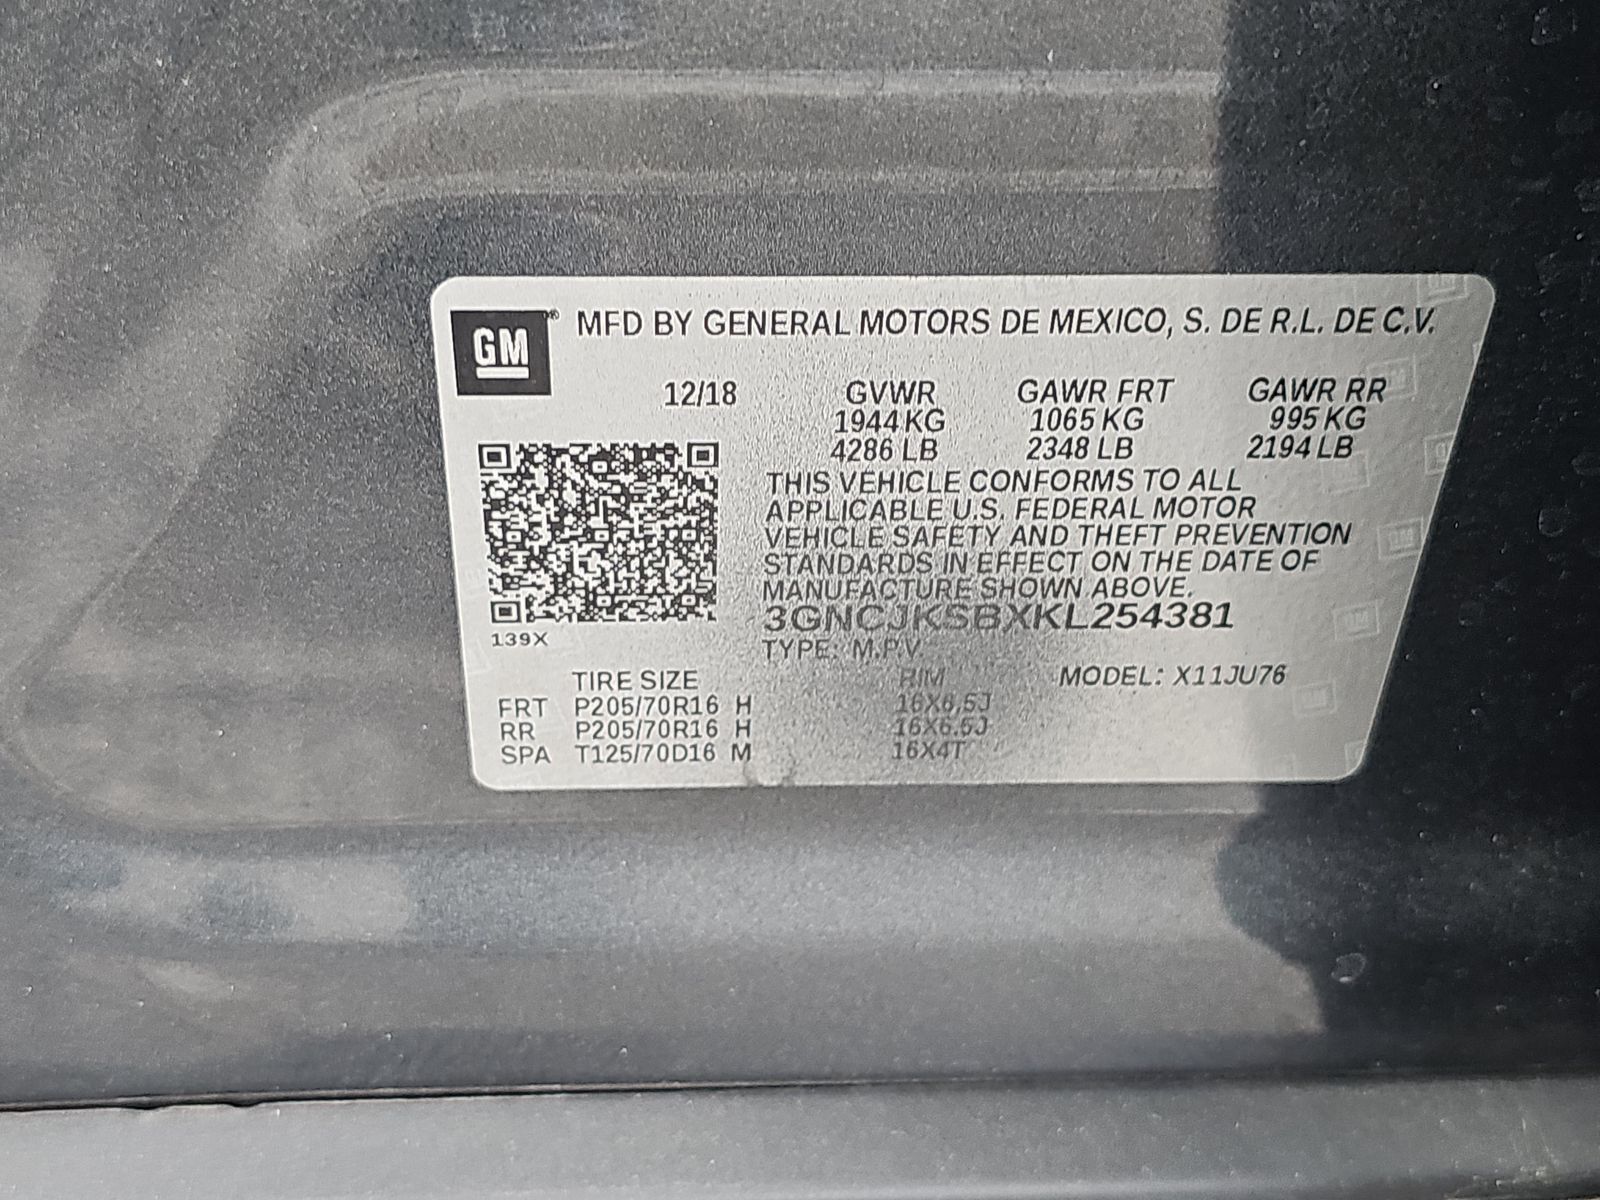 GM® MFD BY GENERAL MOTORS DE MEXICO, S. DE R.L. DE C.V.
12/18 GVWR GAWR FRT GAWR RR
1944 KG 1065 KG 995 KG
4286 LB 2348 LB 2194 LB
THIS VEHICLE CONFORMS TO ALL
APPLICABLE U.S. FEDERAL MOTOR
VEHICLE SAFETY AND THEFT PREVENTION
STANDARDS IN EFFECT ON THE DATE OF
MANUFACTURE SHOWN ABOVE.
3GNCJKSBXKL254381
139X
TYPE: M.P.V.
TIRE SIZE RIM MODEL: X11JU76
FRT P205/70R16 H 16X6.5J
RR P205/70R16 H 16X6.5J
SPA T125/70D16 M 16X4T